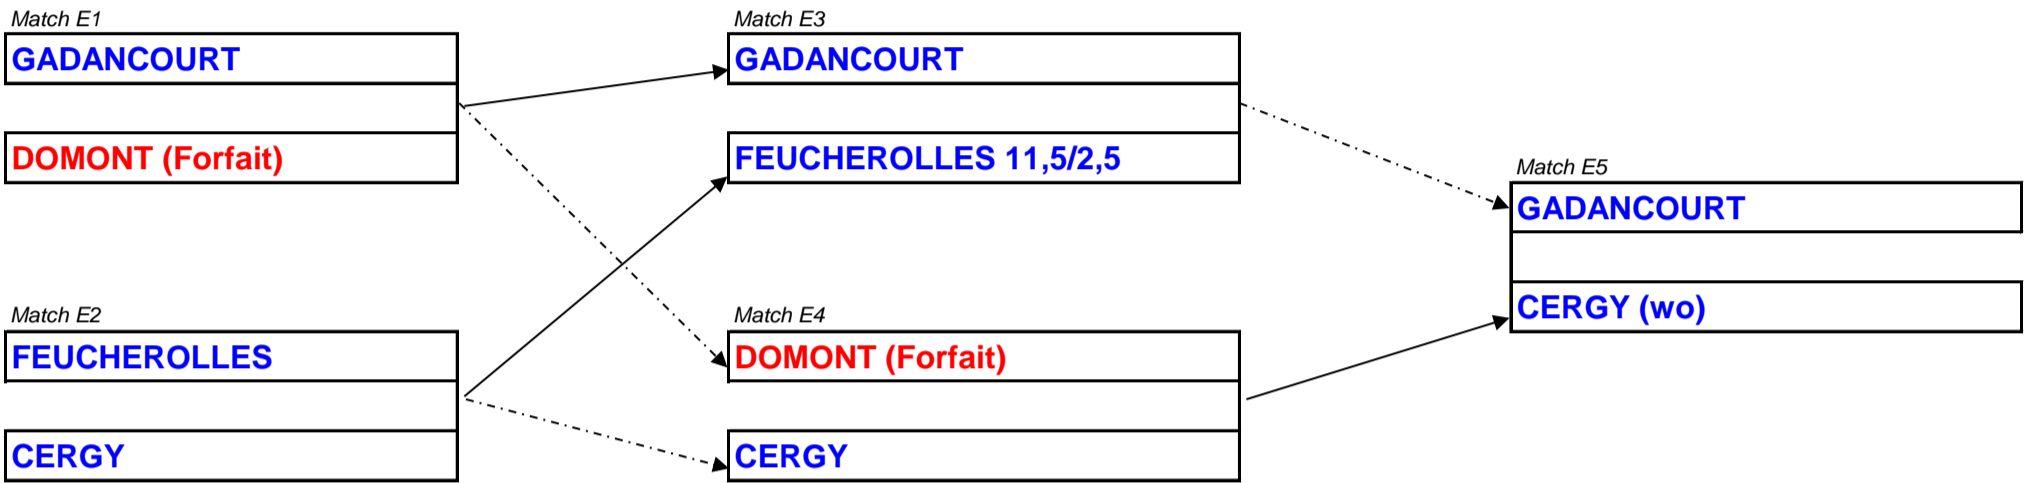 Match E1
GADANCOURT
DOMONT (Forfait)
Match E2
FEUCHEROLLES
CERGY
Match E3
GADANCOURT
FEUCHEROLLES 11,5/2,5
Match E4
DOMONT (Forfait)
CERGY
Match E5
GADANCOURT
CERGY (wo)